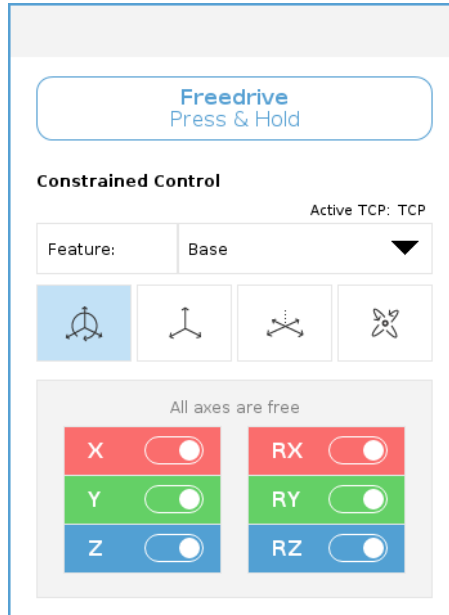 Freedrive
Press & Hold
Constrained Control
Active TCP: TCP
Feature: Base
All axes are free
X RX
Y RY
Z RZ